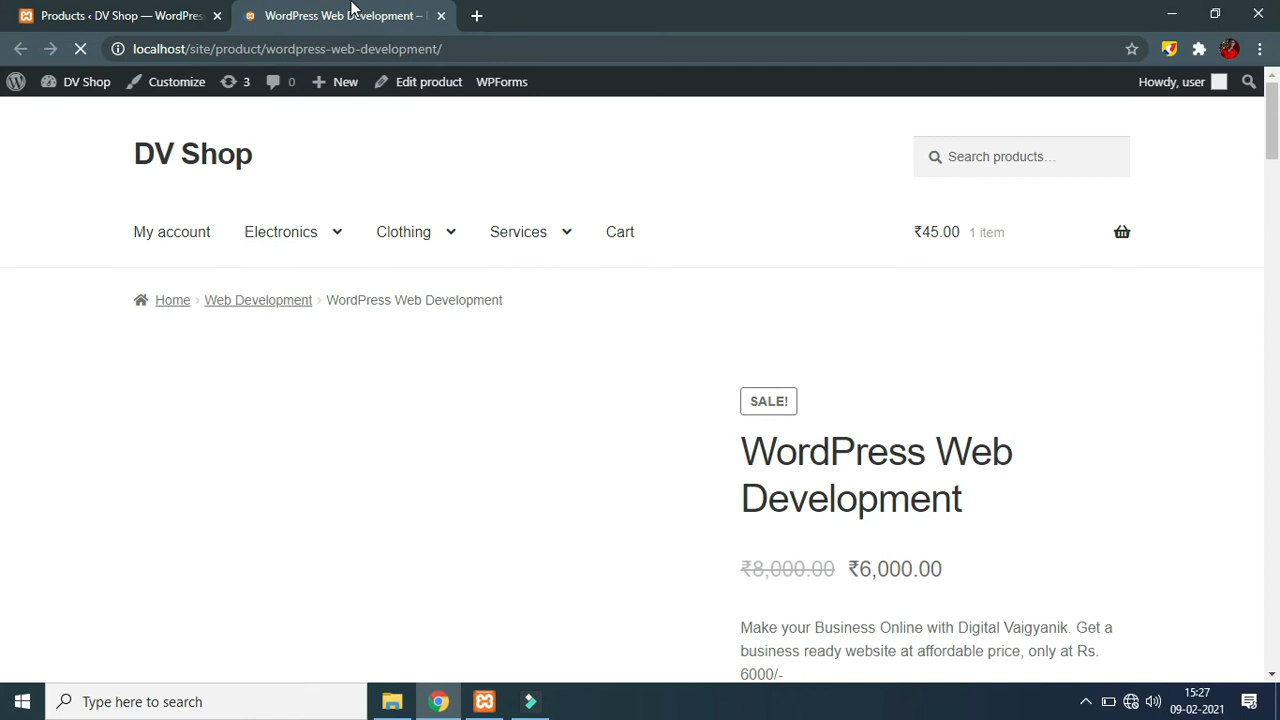 Products ‹ DV Shop — WordPres
WordPress Web Development –
localhost/site/product/wordpress-web-development/
DV Shop
Customize
3
0
New
Edit product
WPForms
Howdy, user
DV Shop
Search products…
My account
Electronics
Clothing
Services
Cart
₹45.00 1 item
Home › Web Development › WordPress Web Development
SALE!
WordPress Web
Development
₹8,000.00 ₹6,000.00
Make your Business Online with Digital Vaigyanik. Get a
business ready website at affordable price, only at Rs.
6000/-
Type here to search
15:27
09-02-2021